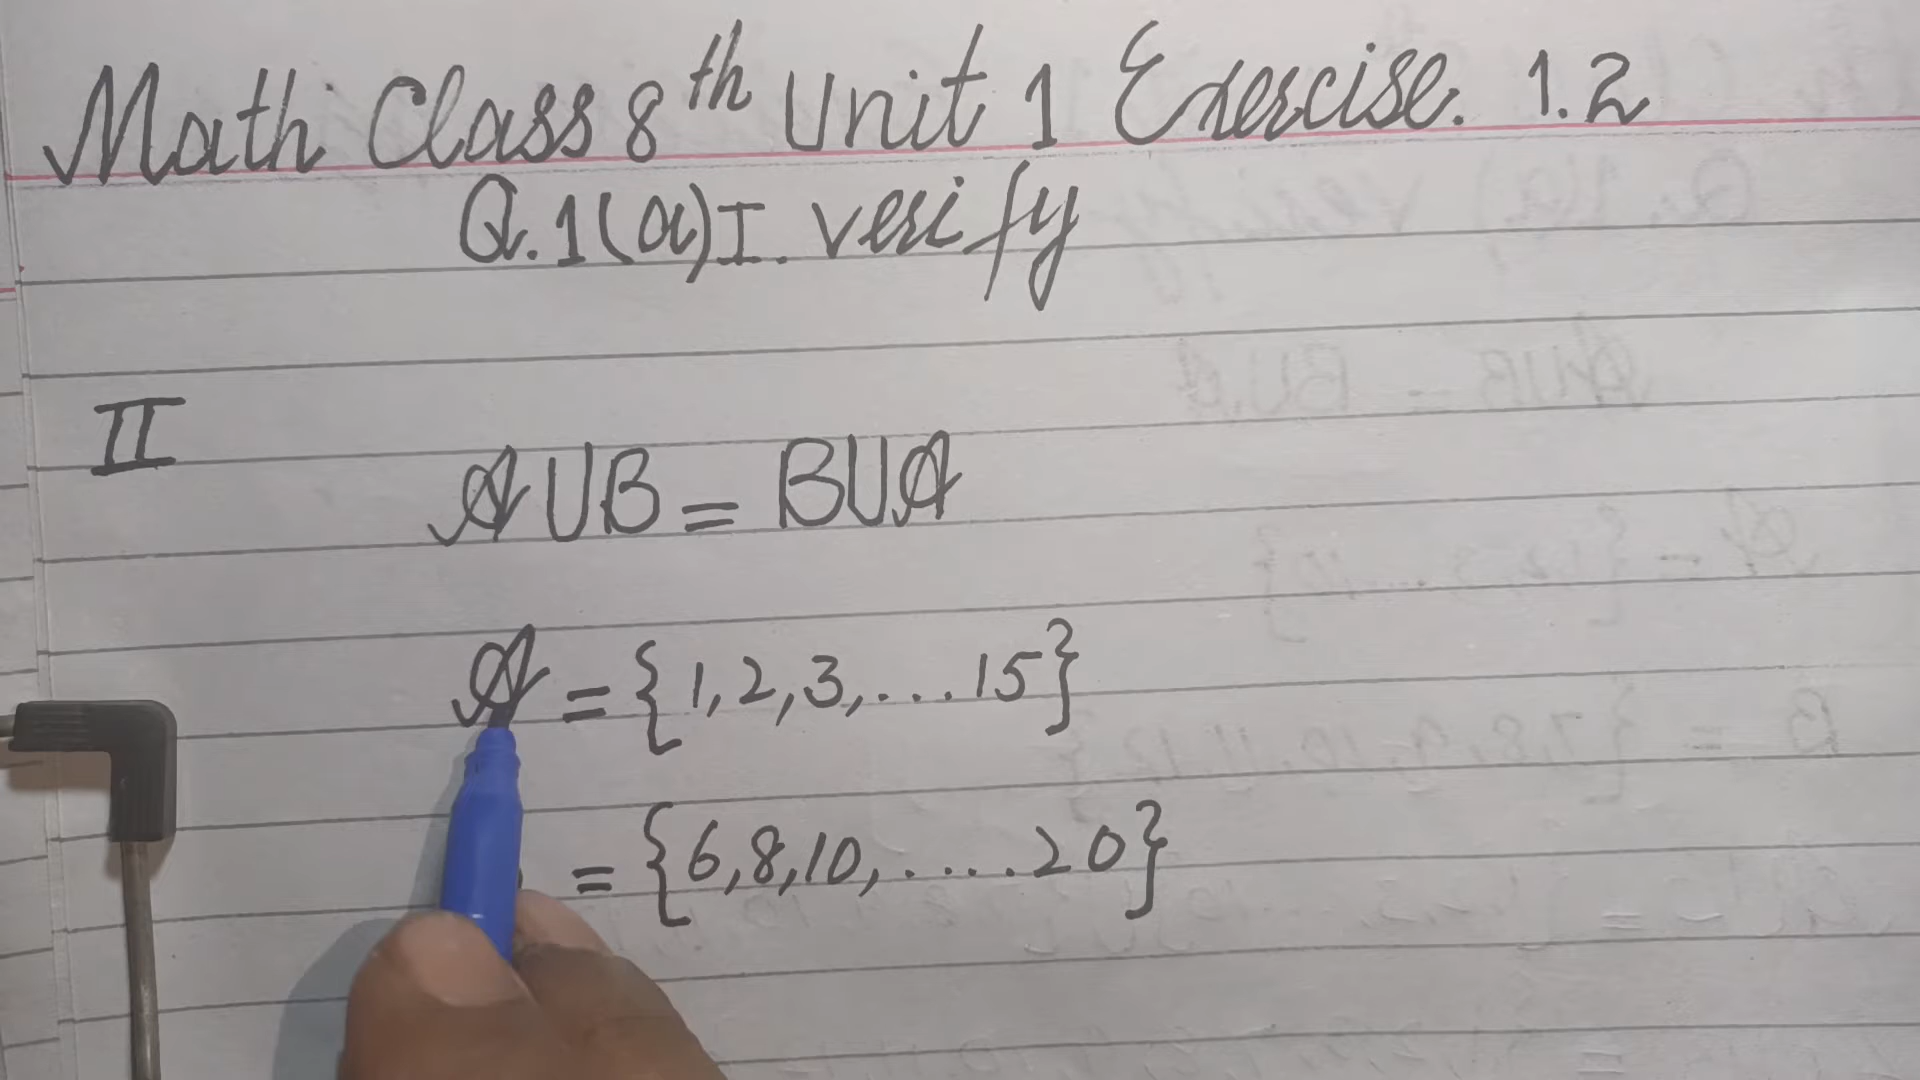 Math Class 8th Unit 1 Exercise. 1.2
Q.1(a) I. verify
II
A∪B = B∪A
A = {1,2,3,...15}
= {6,8,10,.....20}